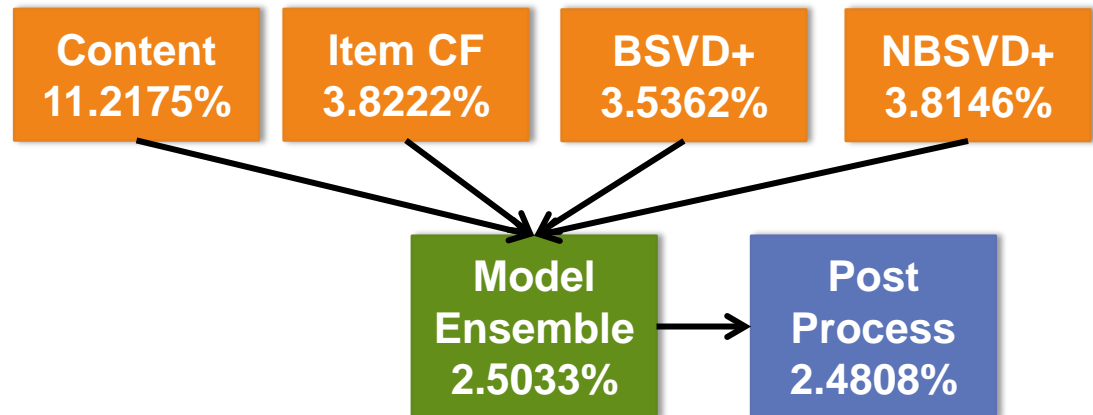 Content
11.2175%
Item CF
3.8222%
BSVD+
3.5362%
NBSVD+
3.8146%
Model
Ensemble
2.5033%
Post
Process
2.4808%